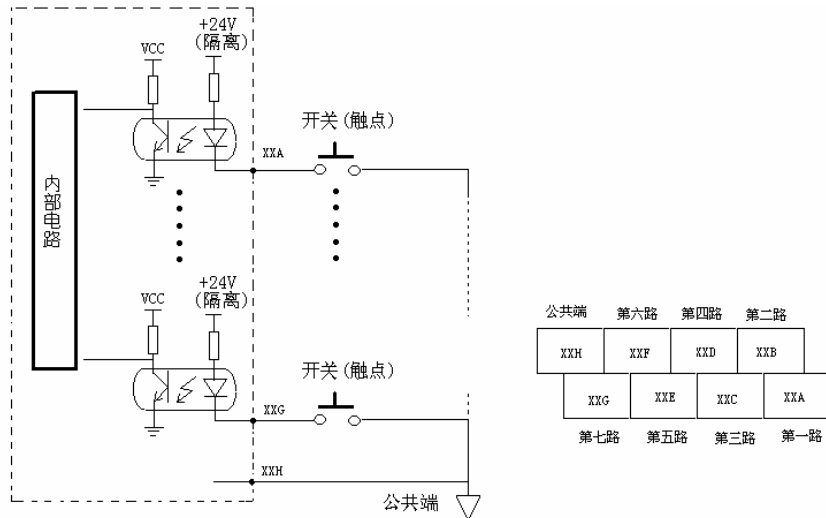 +24V
(隔离)
VCC
开关(触点)
XXA
内部电路
+24V
(隔离)
VCC
开关(触点)
XXG
XXH
公共端
公共端 第六路 第四路 第二路
XXH XXF XXD XXB
XXG XXE XXC XXA
第七路 第五路 第三路 第一路